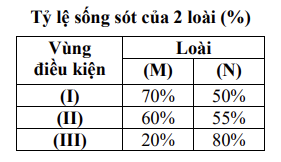 Tỷ lệ sống sót của 2 loài (%)
Vùng điều kiện Loài
(M) (N)
(I) 70% 50%
(II) 60% 55%
(III) 20% 80%